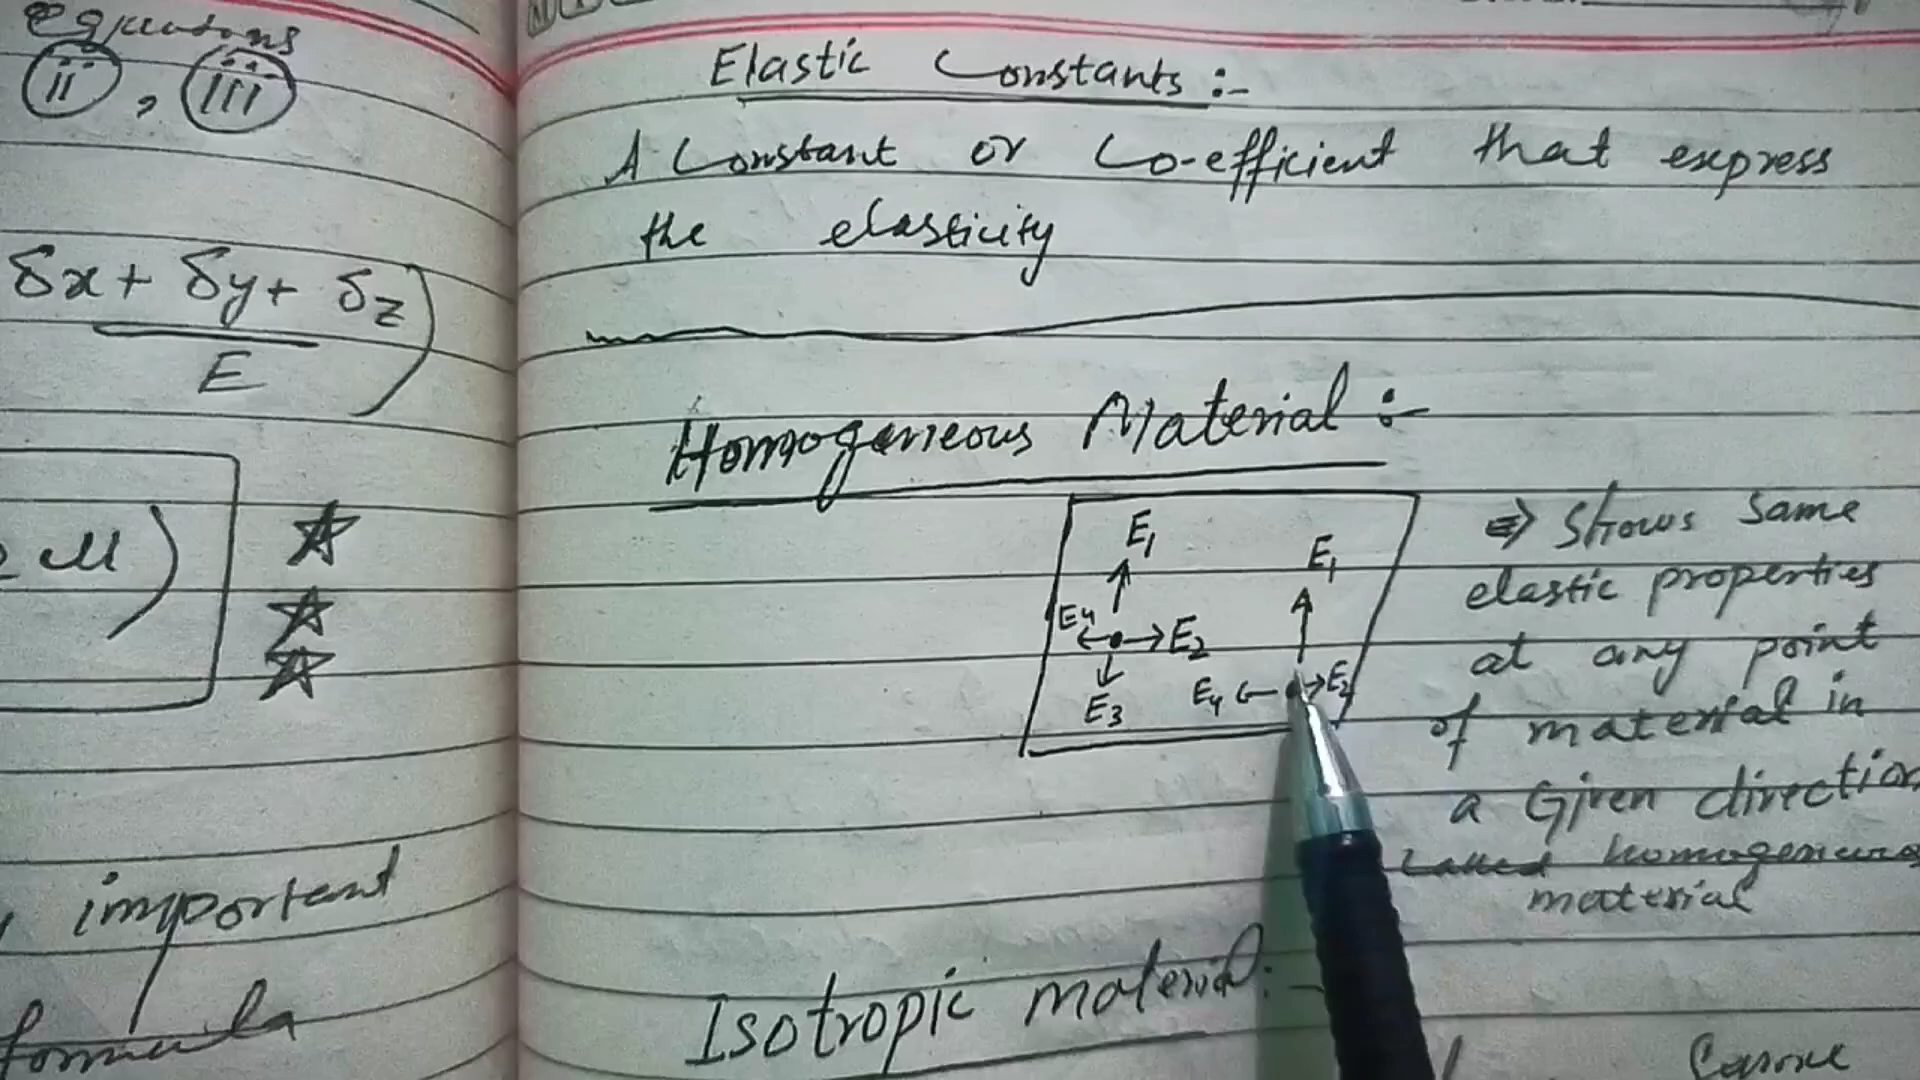 equations
ii , iii
δx + δy + δz)
E
2 μ)
important
formula
Elastic Constants :-
A Constant or Co-efficient that express
the elasticity
Homogeneous Material :-
E1 E1
E4 E2
E3 E4 E2
⇒ Shows same
elastic properties
at any point
of material in
a Given direction
called homogeneous
material
Isotropic material :-